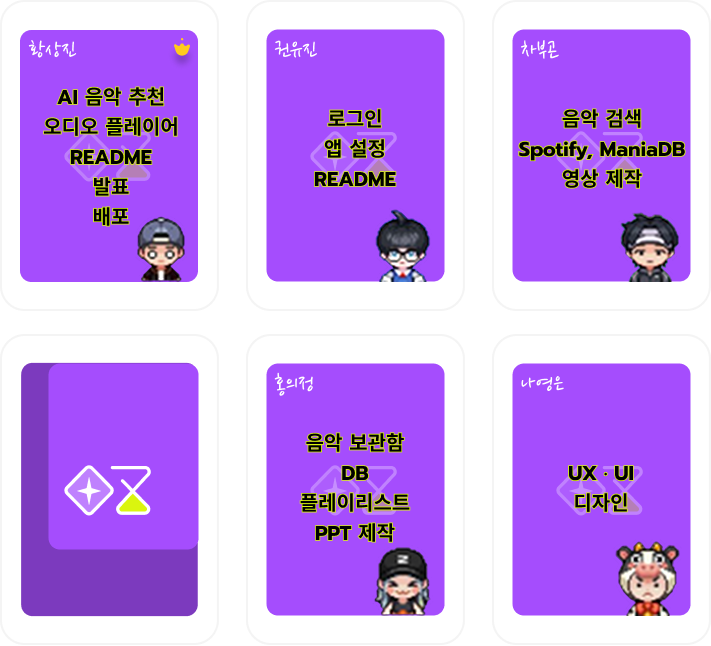 황상진
AI 음악 추천
오디오 플레이어
README
발표
배포
권유진
로그인
앱 설정
README
차부곤
음악 검색
Spotify, ManiaDB
영상 제작
홍의정
음악 보관함
DB
플레이리스트
PPT 제작
나영은
UX · UI
디자인